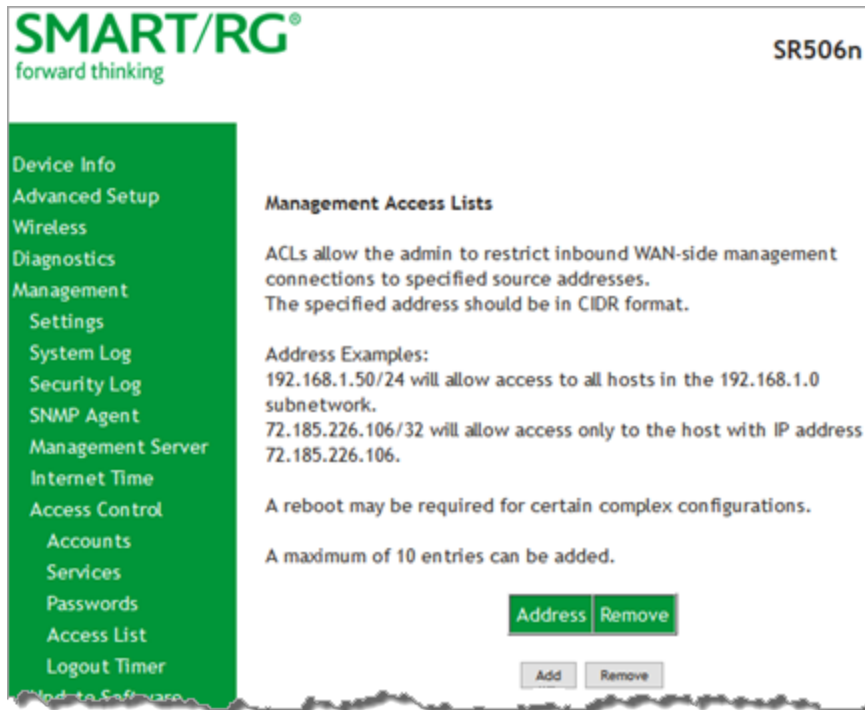 SMART/RG®
forward thinking
SR506n
Device Info
Advanced Setup
Wireless
Diagnostics
Management
Settings
System Log
Security Log
SNMP Agent
Management Server
Internet Time
Access Control
Accounts
Services
Passwords
Access List
Logout Timer
Update Software
Management Access Lists
ACLs allow the admin to restrict inbound WAN-side management
connections to specified source addresses.
The specified address should be in CIDR format.
Address Examples:
192.168.1.50/24 will allow access to all hosts in the 192.168.1.0
subnetwork.
72.185.226.106/32 will allow access only to the host with IP address
72.185.226.106.
A reboot may be required for certain complex configurations.
A maximum of 10 entries can be added.
Address Remove
Add Remove